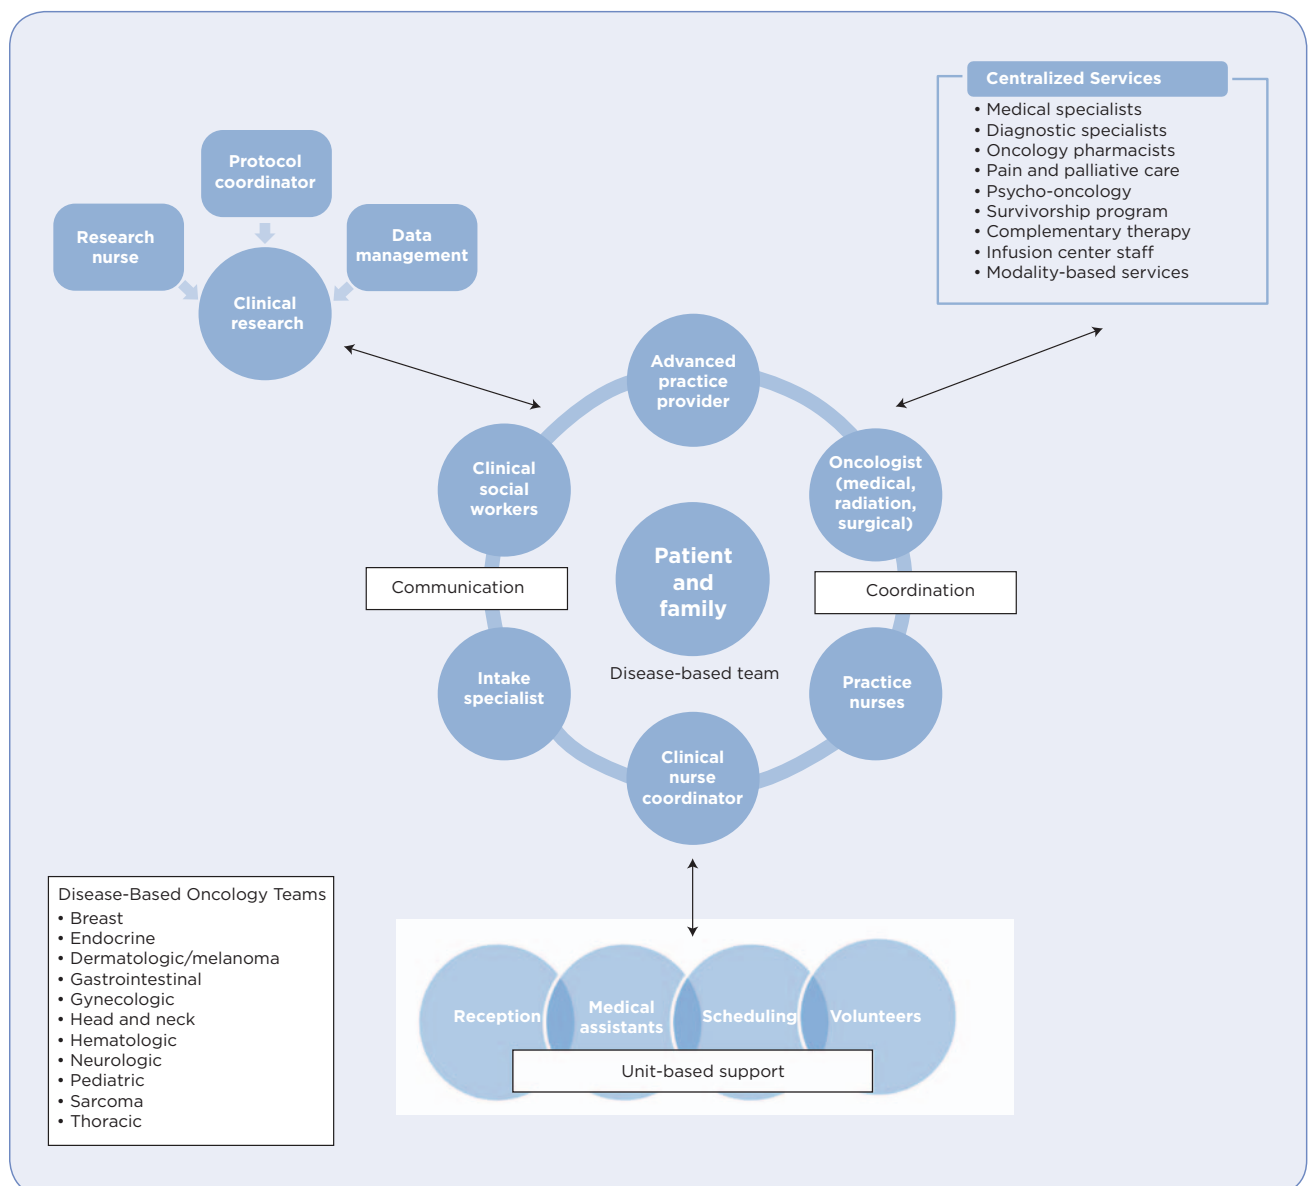 Centralized Services
• Medical specialists
• Diagnostic specialists
• Oncology pharmacists
• Pain and palliative care
• Psycho-oncology
• Survivorship program
• Complementary therapy
• Infusion center staff
• Modality-based services
Protocol
coordinator
Research
nurse
Data
management
Clinical
research
Advanced
practice
provider
Clinical
social
workers
Oncologist
(medical,
radiation,
surgical)
Communication
Patient
and
family
Coordination
Disease-based team
Intake
specialist
Practice
nurses
Clinical
nurse
coordinator
Disease-Based Oncology Teams
• Breast
• Endocrine
• Dermatologic/melanoma
• Gastrointestinal
• Gynecologic
• Head and neck
• Hematologic
• Neurologic
• Pediatric
• Sarcoma
• Thoracic
Reception
Medical
assistants
Scheduling
Volunteers
Unit-based support